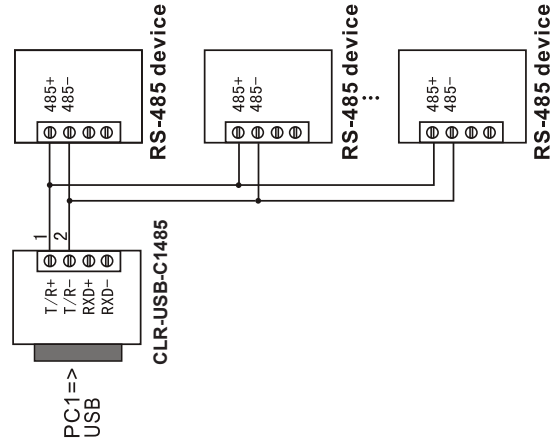 PC1=>
USB
T/R+
T/R-
RXD+
RXD-
CLR-USB-C1485
1
2
485+
485-
RS-485 device
485+
485-
RS-485 device
...
485+
485-
RS-485 device